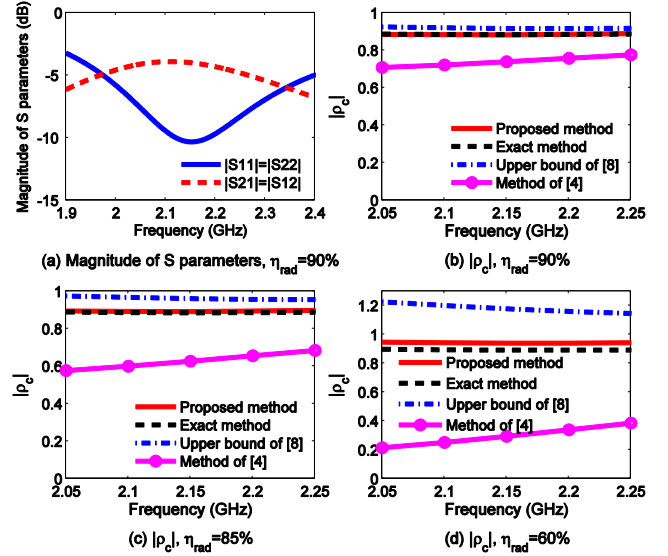 Magnitude of S parameters (dB)
0
-5
-10
-15
|S11|=|S22|
|S21|=|S12|
1.9 2 2.1 2.2 2.3 2.4
Frequency (GHz)
(a) Magnitude of S parameters, ηrad=90%
|ρc|
1
0.8
0.6
0.4
0.2
0
Proposed method
Exact method
Upper bound of [8]
Method of [4]
2.05 2.1 2.15 2.2 2.25
Frequency (GHz)
(b) |ρc|, ηrad=90%
|ρc|
1
0.8
0.6
0.4
0.2
0
Proposed method
Exact method
Upper bound of [8]
Method of [4]
2.05 2.1 2.15 2.2 2.25
Frequency (GHz)
(c) |ρc|, ηrad=85%
|ρc|
1.2
1
0.8
0.6
0.4
0.2
0
Proposed method
Exact method
Upper bound of [8]
Method of [4]
2.05 2.1 2.15 2.2 2.25
Frequency (GHz)
(d) |ρc|, ηrad=60%